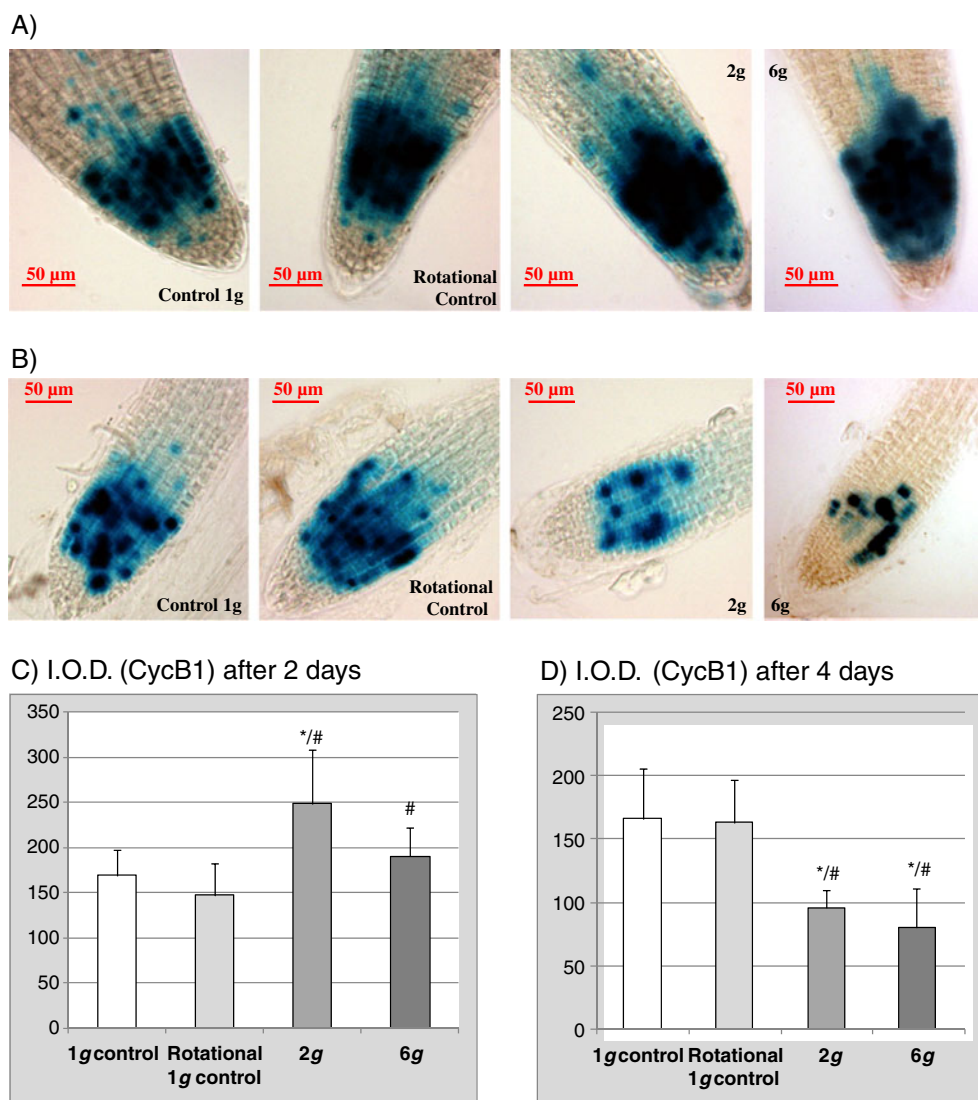 A)
50 µm
Control 1g
50 µm
Rotational
Control
2g
50 µm
6g
50 µm
B)
50 µm
Control 1g
50 µm
Rotational
Control
50 µm
2g
50 µm
6g
C) I.O.D. (CycB1) after 2 days
350
300
250
200
150
100
50
0
*/#
#
1g control
Rotational
1g control
2g
6g
D) I.O.D. (CycB1) after 4 days
250
200
150
100
50
0
*/#
*/#
1g control
Rotational
1g control
2g
6g